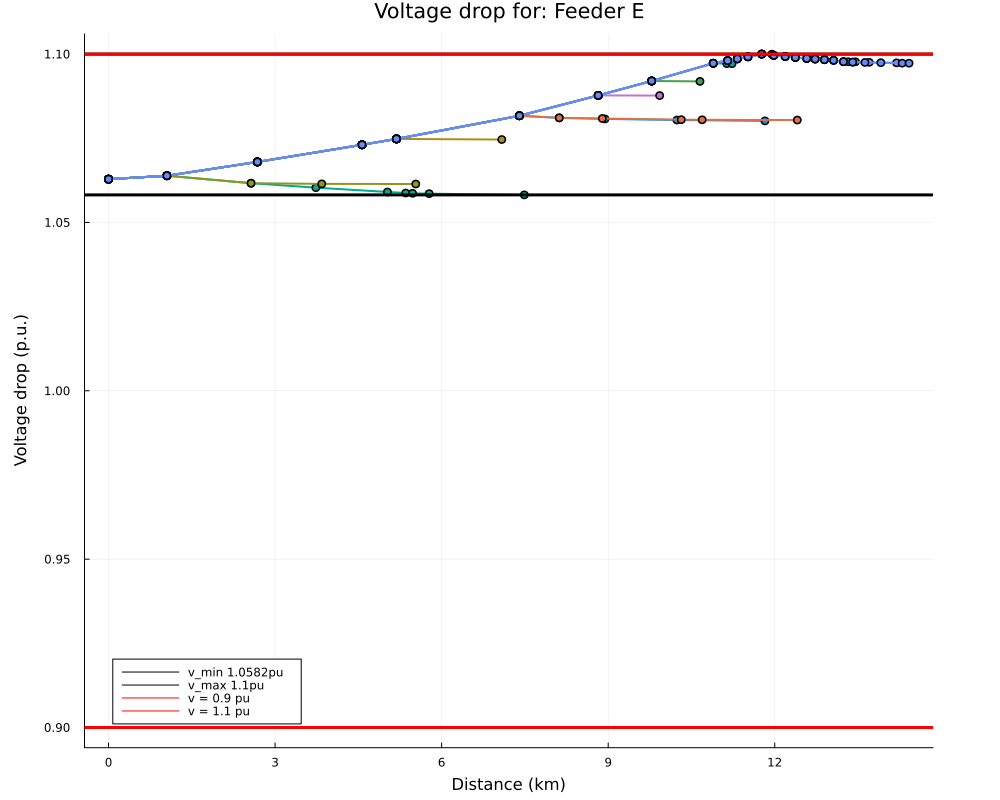 Voltage drop for: Feeder E
1.10
1.05
1.00
0.95
0.90
Voltage drop (p.u.)
v_min 1.0582pu
v_max 1.1pu
v = 0.9 pu
v = 1.1 pu
0 3 6 9 12
Distance (km)